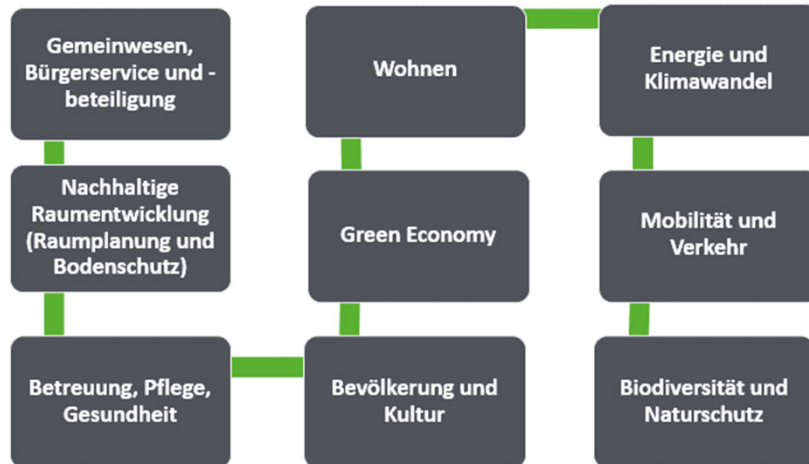 Gemeinwesen,
Bürgerservice und -
beteiligung
Nachhaltige
Raumentwicklung
(Raumplanung und
Bodenschutz)
Betreuung, Pflege,
Gesundheit
Bevölkerung und
Kultur
Green Economy
Wohnen
Energie und
Klimawandel
Mobilität und
Verkehr
Biodiversität und
Naturschutz